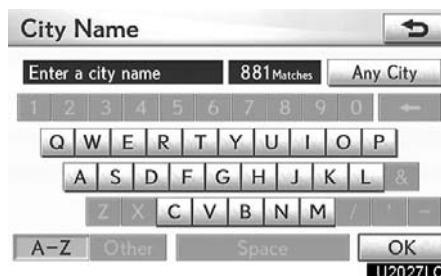 City Name
Enter a city name 881 Matches Any City
1 2 3 4 5 6 7 8 9 0
Q W E R T Y U I O P
A S D F G H J K L &
Z X C V B N M / ' -
A-Z Other Space OK
U2027LC